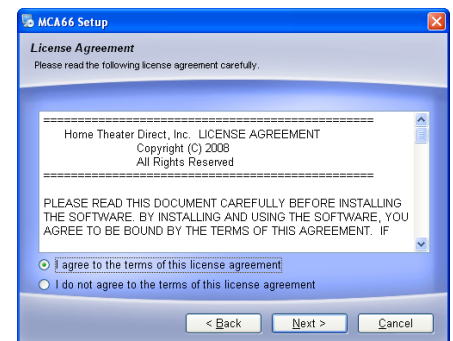 MCA66 Setup
License Agreement
Please read the following license agreement carefully.
================================================
Home Theater Direct, Inc. LICENSE AGREEMENT
Copyright (C) 2008
All Rights Reserved
================================================
PLEASE READ THIS DOCUMENT CAREFULLY BEFORE INSTALLING
THE SOFTWARE. BY INSTALLING AND USING THE SOFTWARE, YOU
AGREE TO BE BOUND BY THE TERMS OF THIS AGREEMENT. IF
I agree to the terms of this license agreement
I do not agree to the terms of this license agreement
< Back Next > Cancel